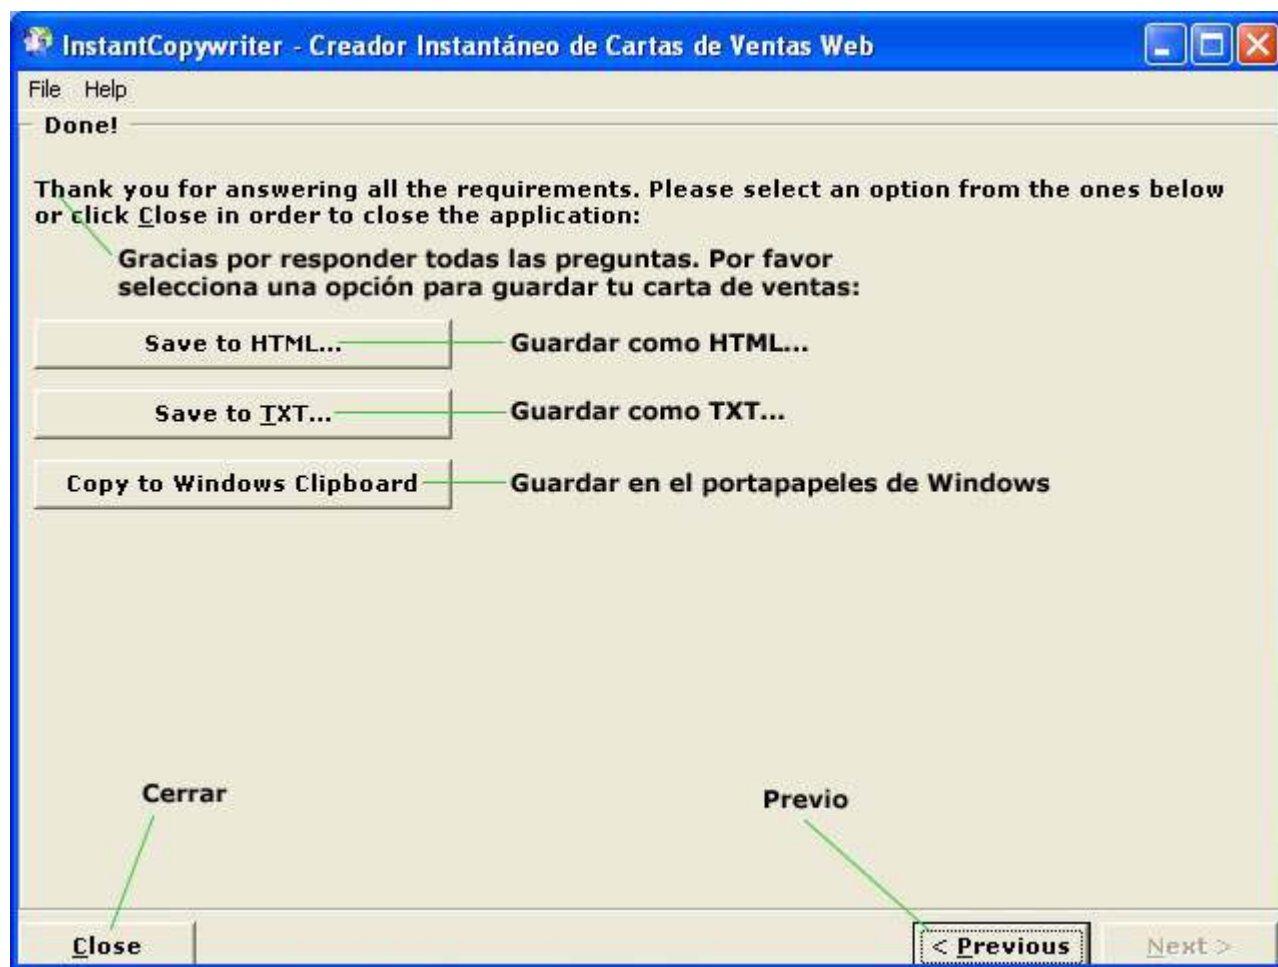 InstantCopywriter - Creador Instantáneo de Cartas de Ventas Web
File Help
Done!
Thank you for answering all the requirements. Please select an option from the ones below
or click Close in order to close the application:
Gracias por responder todas las preguntas. Por favor
selecciona una opción para guardar tu carta de ventas:
Save to HTML... Guardar como HTML...
Save to TXT... Guardar como TXT...
Copy to Windows Clipboard Guardar en el portapapeles de Windows
Cerrar Previo
Close < Previous Next >